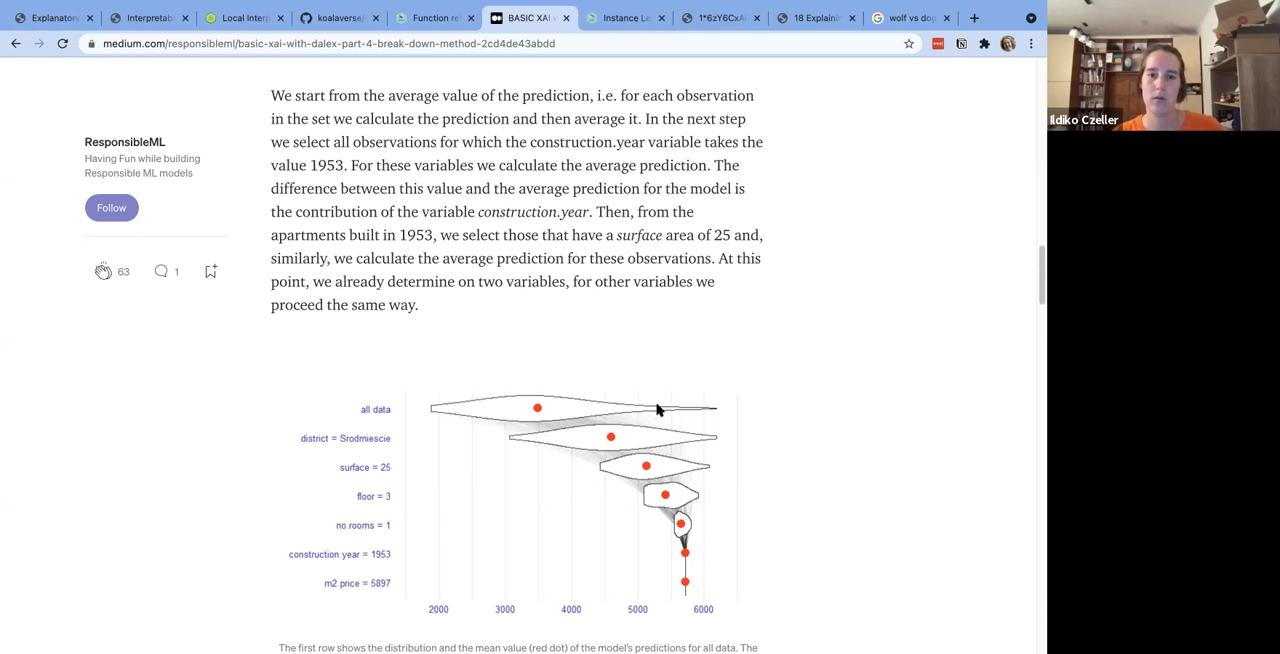 Explanatory
Interpretab
Local Interp
koalaverse/
Function re
BASIC XAI w
Instance Le
1*6zY6CxA
18 Explainin
wolf vs dog
medium.com/responsibleml/basic-xai-with-dalex-part-4-break-down-method-2cd4de43abdd
Ildiko Czeller
ResponsibleML
Having Fun while building
Responsible ML models
Follow
63
1
We start from the average value of the prediction, i.e. for each observation
in the set we calculate the prediction and then average it. In the next step
we select all observations for which the construction.year variable takes the
value 1953. For these variables we calculate the average prediction. The
difference between this value and the average prediction for the model is
the contribution of the variable construction.year. Then, from the
apartments built in 1953, we select those that have a surface area of 25 and,
similarly, we calculate the average prediction for these observations. At this
point, we already determine on two variables, for other variables we
proceed the same way.
all data
district = Srodmiescie
surface = 25
floor = 3
no.rooms = 1
construction.year = 1953
m2.price = 5897
2000 3000 4000 5000 6000
The first row shows the distribution and the mean value (red dot) of the model's predictions for all data. The